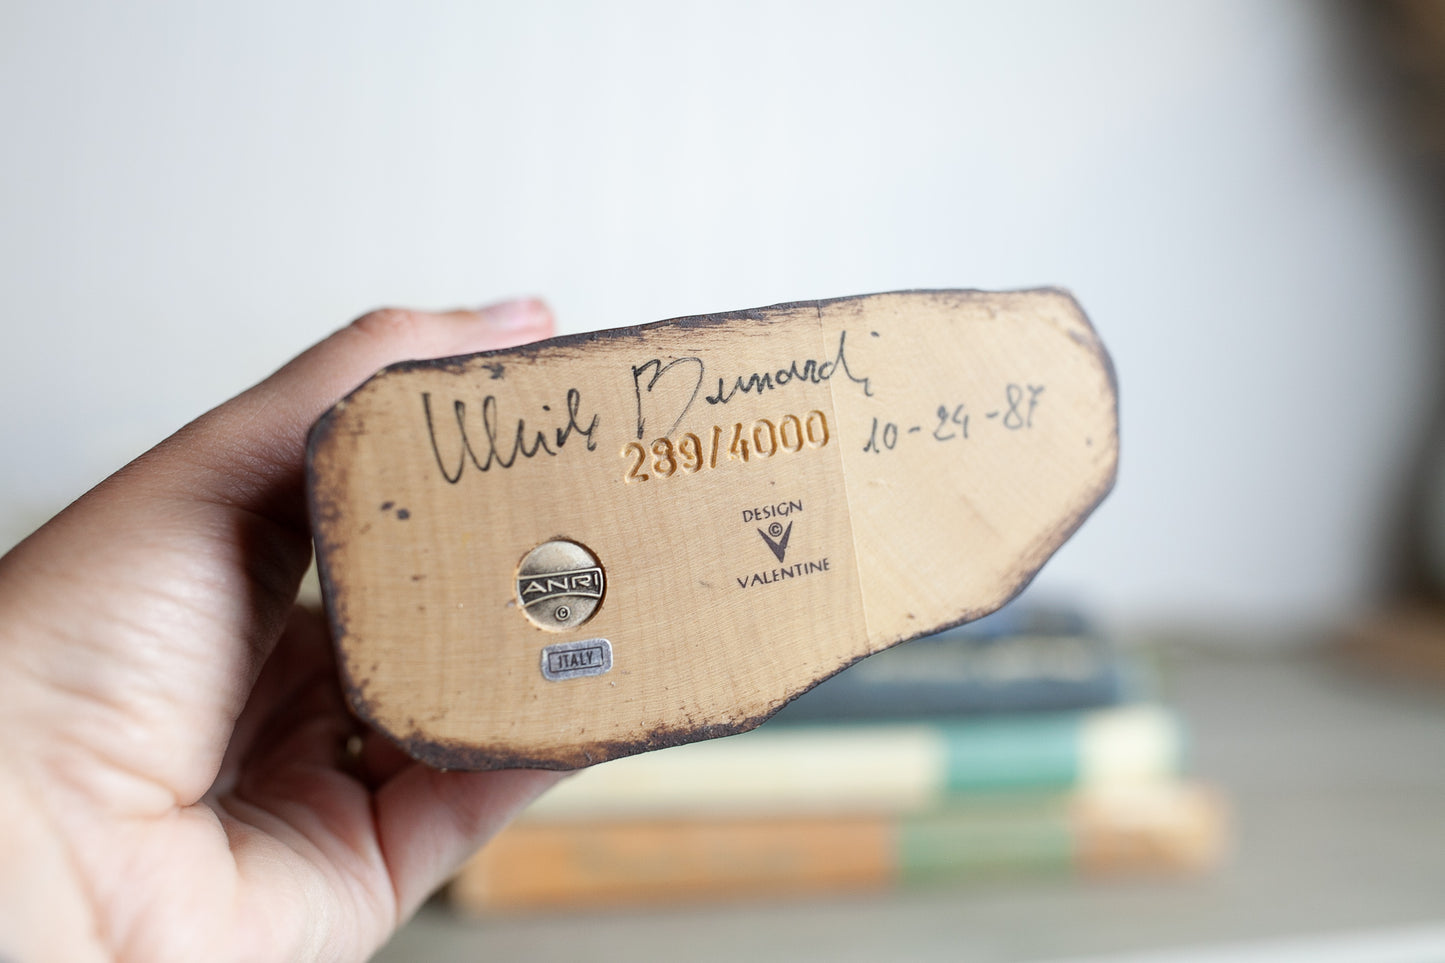 Ulrich Bernardi
289/4000
10-24-87
DESIGN
©
VALENTINE
ANRI
©
ITALY